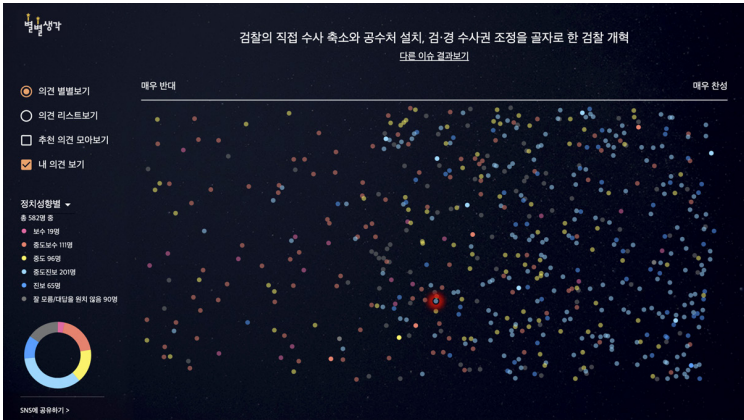 별별생각
검찰의 직접 수사 축소와 공수처 설치, 검·경 수사권 조정을 골자로 한 검찰 개혁
다른 이슈 결과보기
매우 반대
매우 찬성
의견 별별보기
의견 리스트보기
추천 의견 모아보기
내 의견 보기
정치성향별
총 582명 중
보수 19명
중도보수 111명
중도 96명
중도진보 201명
진보 65명
잘 모름/대답을 원치 않음 90명
SNS에 공유하기 >